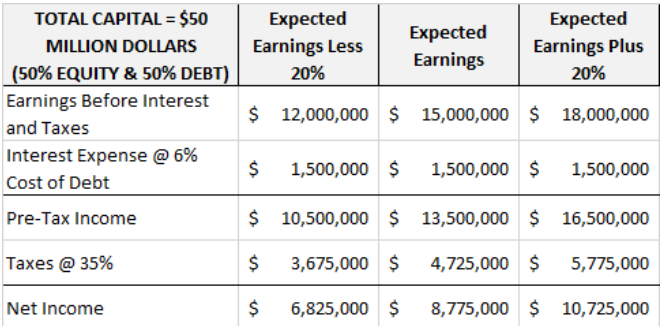 TOTAL CAPITAL = $50
MILLION DOLLARS
(50% EQUITY & 50% DEBT)
Expected
Earnings Less
20%
Expected
Earnings
Expected
Earnings Plus
20%
Earnings Before Interest
and Taxes
$ 12,000,000 $ 15,000,000 $ 18,000,000
Interest Expense @ 6%
Cost of Debt
$ 1,500,000 $ 1,500,000 $ 1,500,000
Pre-Tax Income $ 10,500,000 $ 13,500,000 $ 16,500,000
Taxes @ 35% $ 3,675,000 $ 4,725,000 $ 5,775,000
Net Income $ 6,825,000 $ 8,775,000 $ 10,725,000